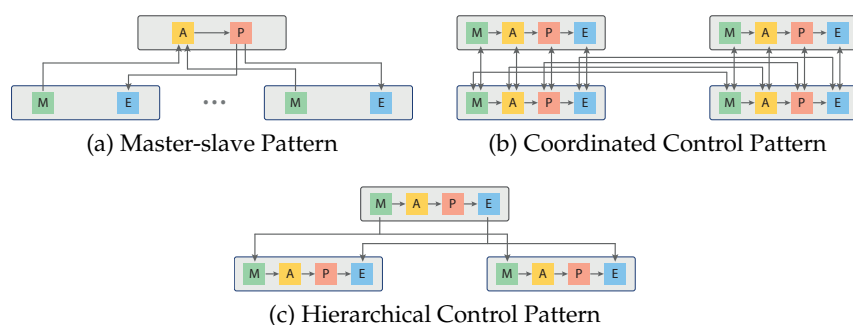 A P
M E ... M E
(a) Master-slave Pattern
M A P E M A P E
M A P E M A P E
(b) Coordinated Control Pattern
M A P E
M A P E M A P E
(c) Hierarchical Control Pattern